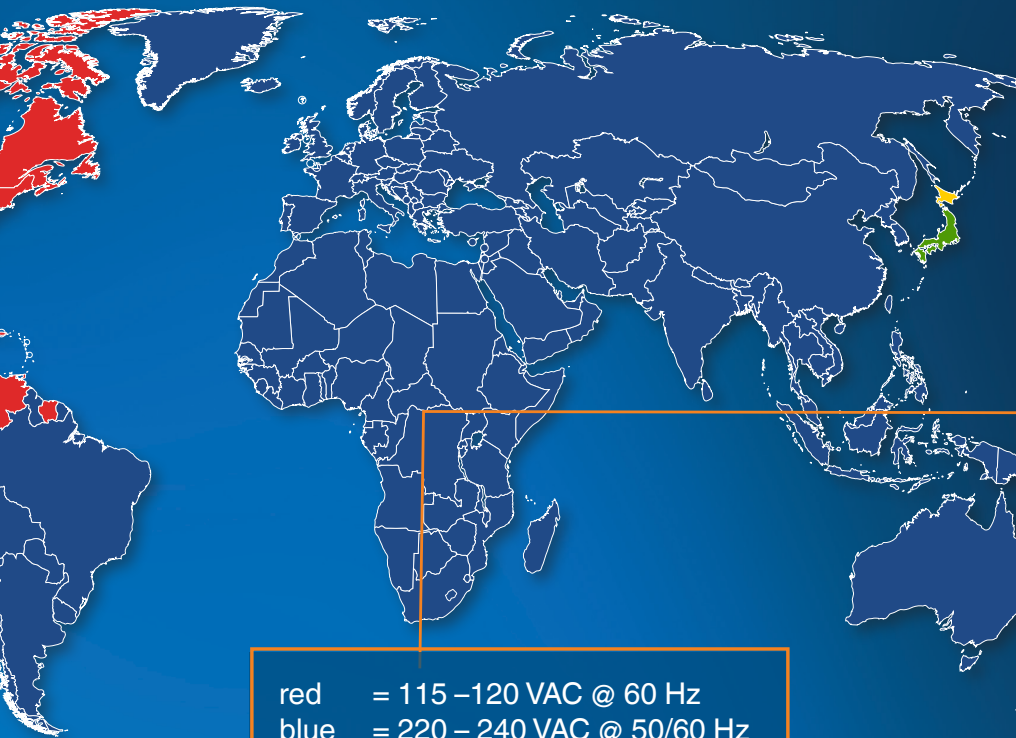 red = 115 –120 VAC @ 60 Hz
blue = 220 – 240 VAC @ 50/60 Hz